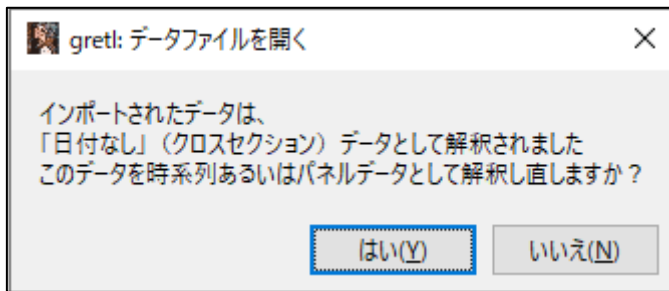 gretl: データファイルを開く
インポートされたデータは、
「日付なし」（クロスセクション）データとして解釈されました
このデータを時系列あるいはパネルデータとして解釈し直しますか？
はい(Y) いいえ(N)